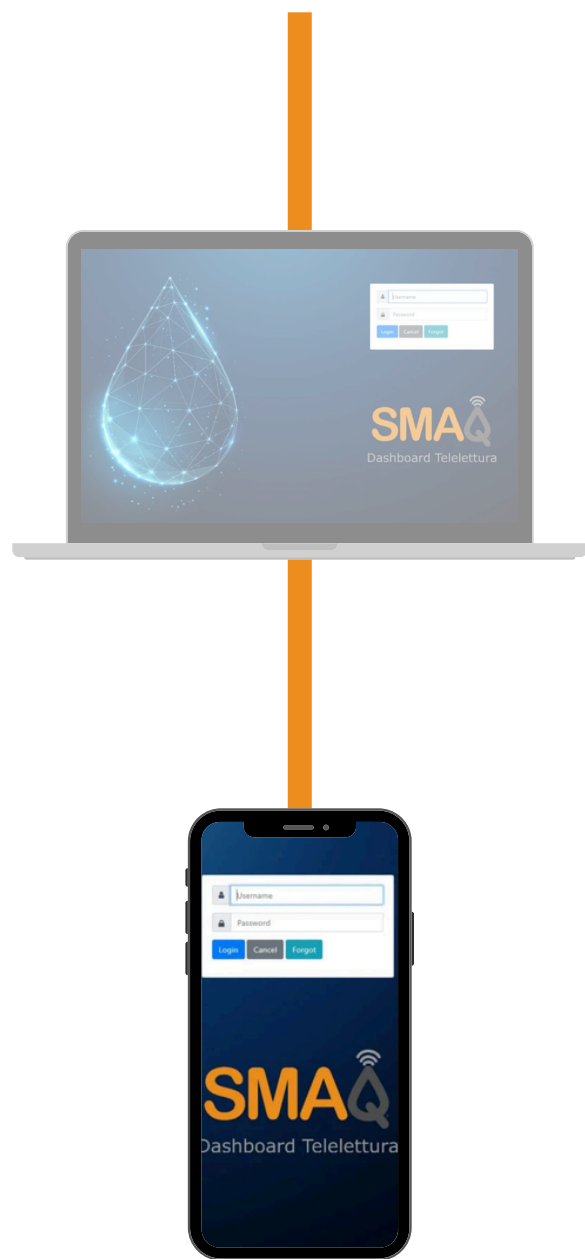 Username
Password
Login Cancel Forgot
SMAQ
Dashboard Telelettura
Username
Password
Login Cancel Forgot
SMAQ
Dashboard Telelettura